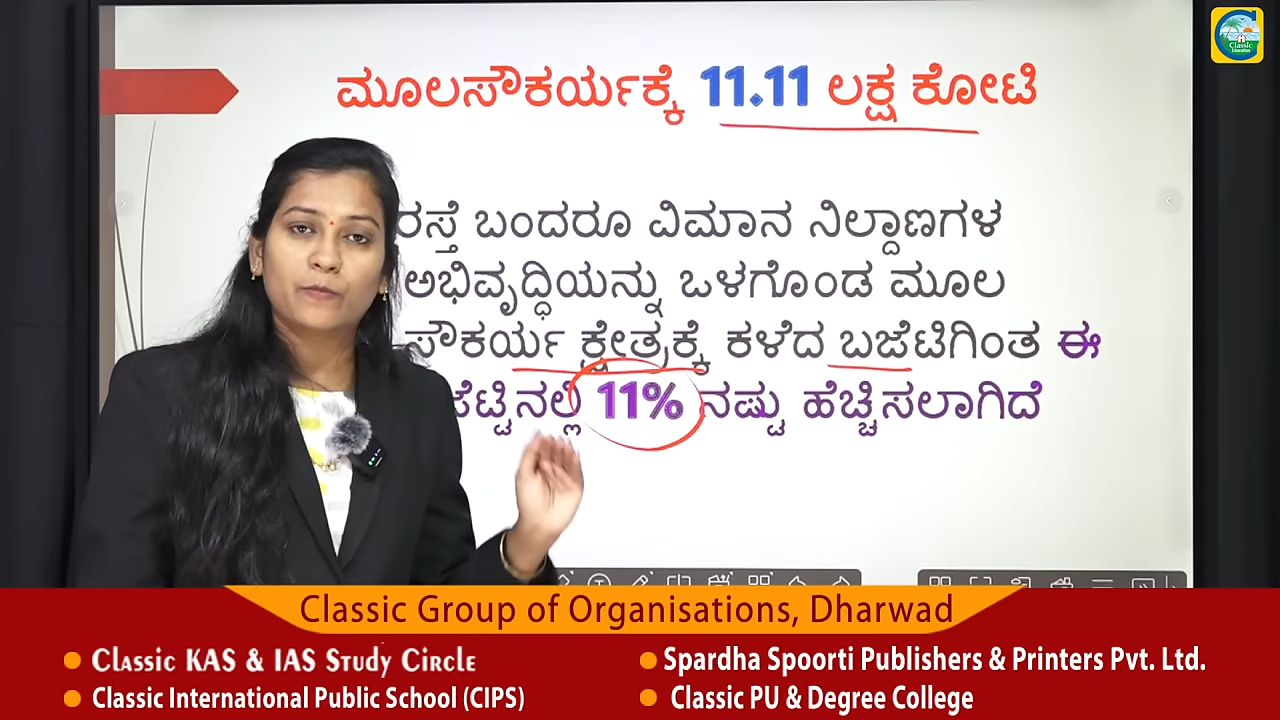 Classic
Education
ಮೂಲಸೌಕರ್ಯಕ್ಕೆ 11.11 ಲಕ್ಷ ಕೋಟಿ
ರಸ್ತೆ ಬಂದರೂ ವಿಮಾನ ನಿಲ್ದಾಣಗಳ
ಅಭಿವೃದ್ಧಿಯನ್ನು ಒಳಗೊಂಡ ಮೂಲ
ಸೌಕರ್ಯ ಕ್ಷೇತ್ರಕ್ಕೆ ಕಳೆದ ಬಜೆಟಿಗಿಂತ ಈ
11% ನಷ್ಟು ಹೆಚ್ಚಿಸಲಾಗಿದೆ
Classic Group of Organisations, Dharwad
Classic KAS & IAS Study Circle
Spardha Spoorti Publishers & Printers Pvt. Ltd.
Classic International Public School (CIPS)
Classic PU & Degree College